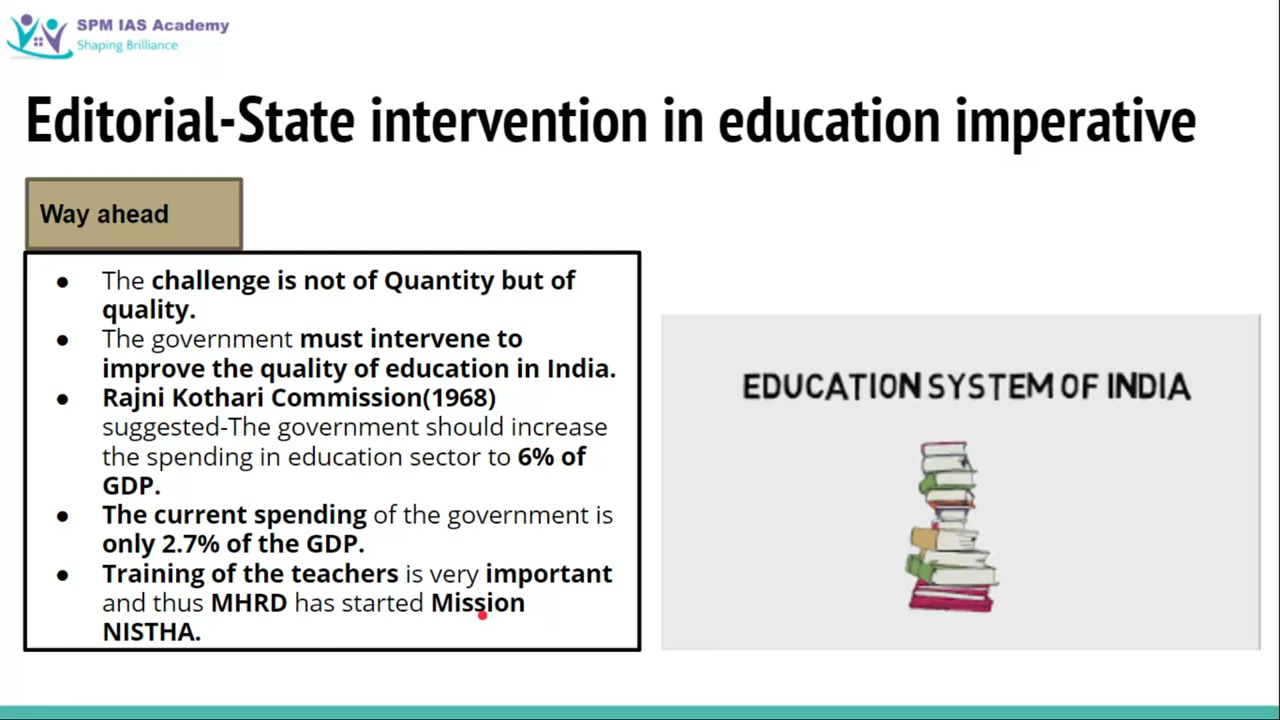 SPM IAS Academy
Shaping Brilliance
Editorial-State intervention in education imperative
Way ahead
● The challenge is not of Quantity but of
quality.
● The government must intervene to
improve the quality of education in India.
● Rajni Kothari Commission(1968)
suggested-The government should increase
the spending in education sector to 6% of
GDP.
● The current spending of the government is
only 2.7% of the GDP.
● Training of the teachers is very important
and thus MHRD has started Mission
NISTHA.
EDUCATION SYSTEM OF INDIA